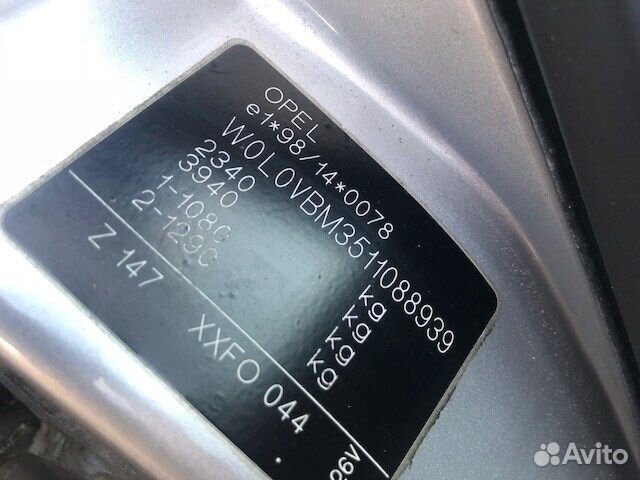 OPEL
e1*98/14*0078
W0L0VBM3511088939
2340 kg
3940 kg
1-1080 kg
2-1290 kg
Z 147 XXFO 044
Avito